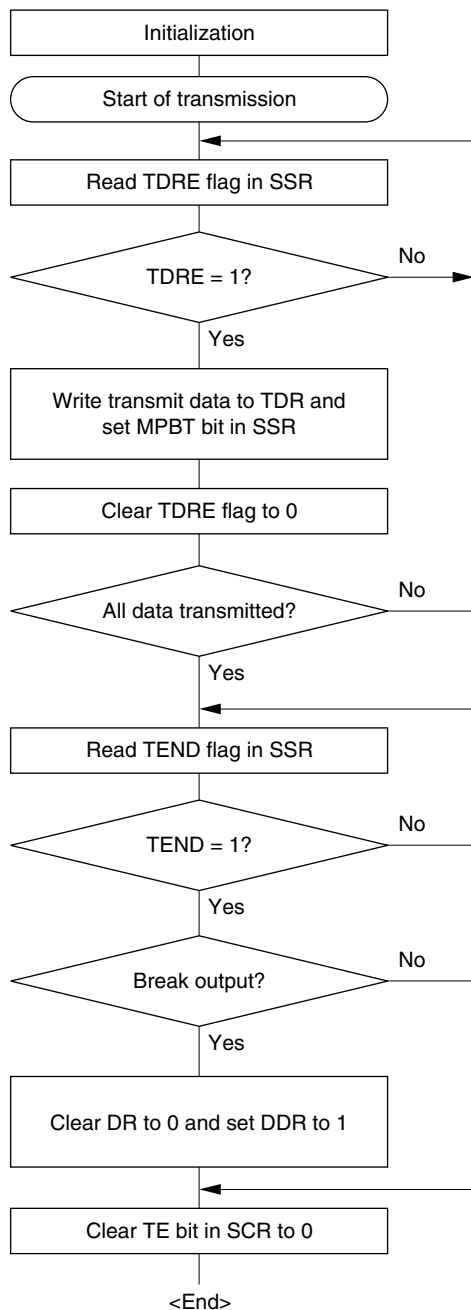 Initialization
Start of transmission
Read TDRE flag in SSR
TDRE = 1?
No
Yes
Write transmit data to TDR and
set MPBT bit in SSR
Clear TDRE flag to 0
All data transmitted?
No
Yes
Read TEND flag in SSR
TEND = 1?
No
Yes
Break output?
No
Yes
Clear DR to 0 and set DDR to 1
Clear TE bit in SCR to 0
<End>